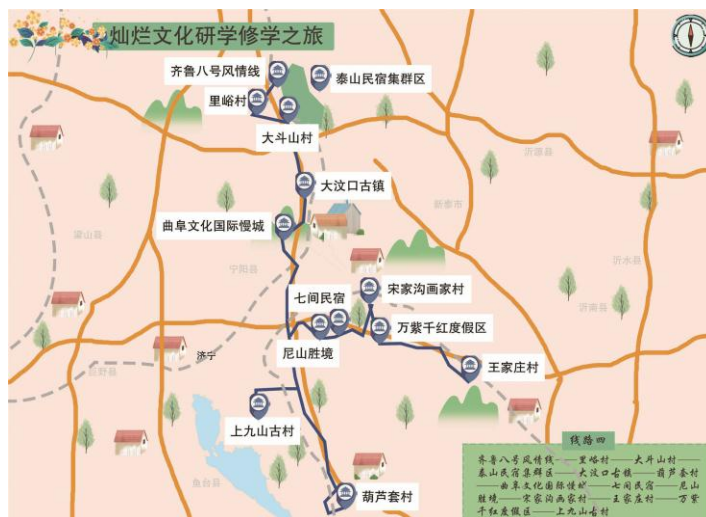 灿烂文化研学修学之旅
齐鲁八号风情线
泰山民宿集群区
里峪村
大斗山村
沂源县
大汶口古镇
新泰市
曲阜文化国际慢城
梁山县
宁阳县
沂水县
宋家沟画家村
七间民宿
沂南县
万紫千红度假区
尼山胜境
济宁
王家庄村
巨野县
上九山古村
鱼台县
葫芦套村
线路四
齐鲁八号风情线——里峪村——大斗山村——
泰山民宿集群区——大汶口古镇——葫芦套村
——曲阜文化国际慢城——七间民宿——尼山
胜境——宋家沟画家村——王家庄村——万紫
千红度假区——上九山古村